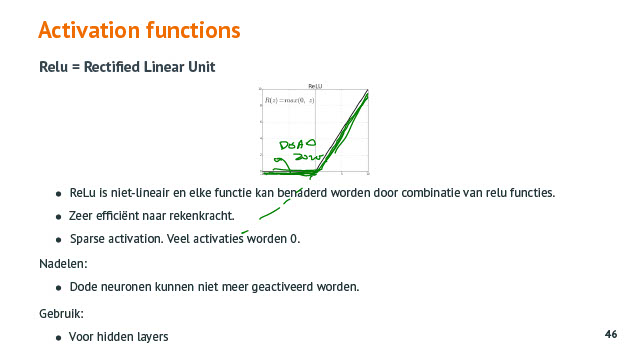 Activation functions
Relu = Rectified Linear Unit
ReLU
R(z) = max(0, z)
DEAD
ZONE
• ReLu is niet-lineair en elke functie kan benaderd worden door combinatie van relu functies.
• Zeer efficiënt naar rekenkracht.
• Sparse activation. Veel activaties worden 0.
Nadelen:
• Dode neuronen kunnen niet meer geactiveerd worden.
Gebruik:
• Voor hidden layers
46